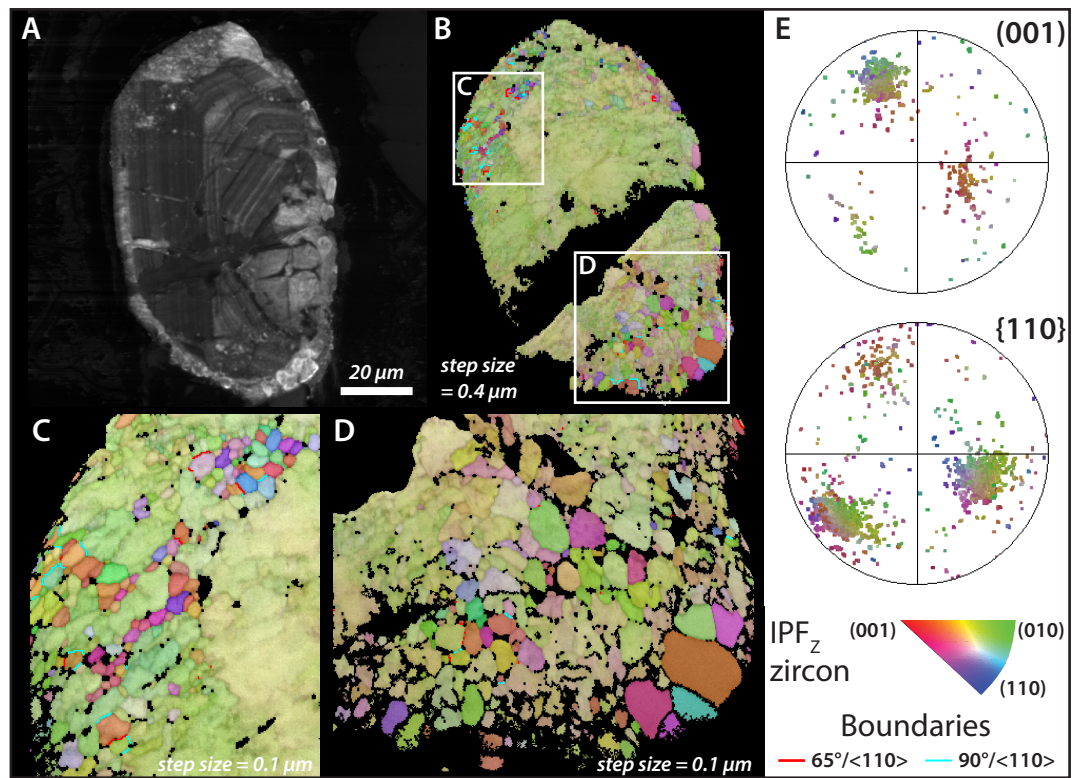 A
20 µm
B
C
D
step size
= 0.4 µm
C
step size = 0.1 µm
D
step size = 0.1 µm
E
(001)
{110}
IPFZ
zircon
(001)
(010)
(110)
Boundaries
65°/<110>
90°/<110>